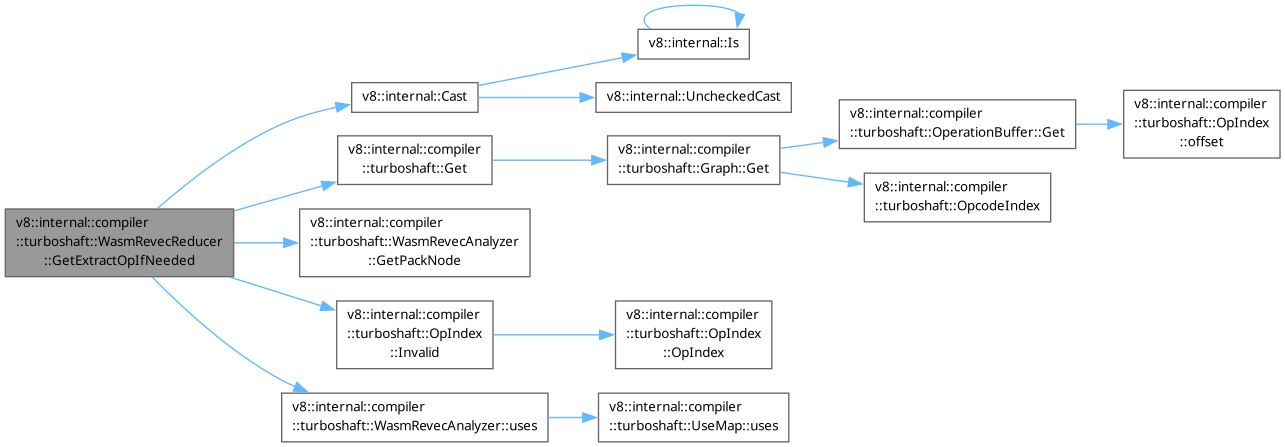 v8::internal::Is
v8::internal::Cast
v8::internal::UncheckedCast
v8::internal::compiler
::turboshaft::OperationBuffer::Get
v8::internal::compiler
::turboshaft::OpIndex
::offset
v8::internal::compiler
::turboshaft::Get
v8::internal::compiler
::turboshaft::Graph::Get
v8::internal::compiler
::turboshaft::OpcodeIndex
v8::internal::compiler
::turboshaft::WasmRevecReducer
::GetExtractOpIfNeeded
v8::internal::compiler
::turboshaft::WasmRevecAnalyzer
::GetPackNode
v8::internal::compiler
::turboshaft::OpIndex
::Invalid
v8::internal::compiler
::turboshaft::OpIndex
::OpIndex
v8::internal::compiler
::turboshaft::WasmRevecAnalyzer::uses
v8::internal::compiler
::turboshaft::UseMap::uses